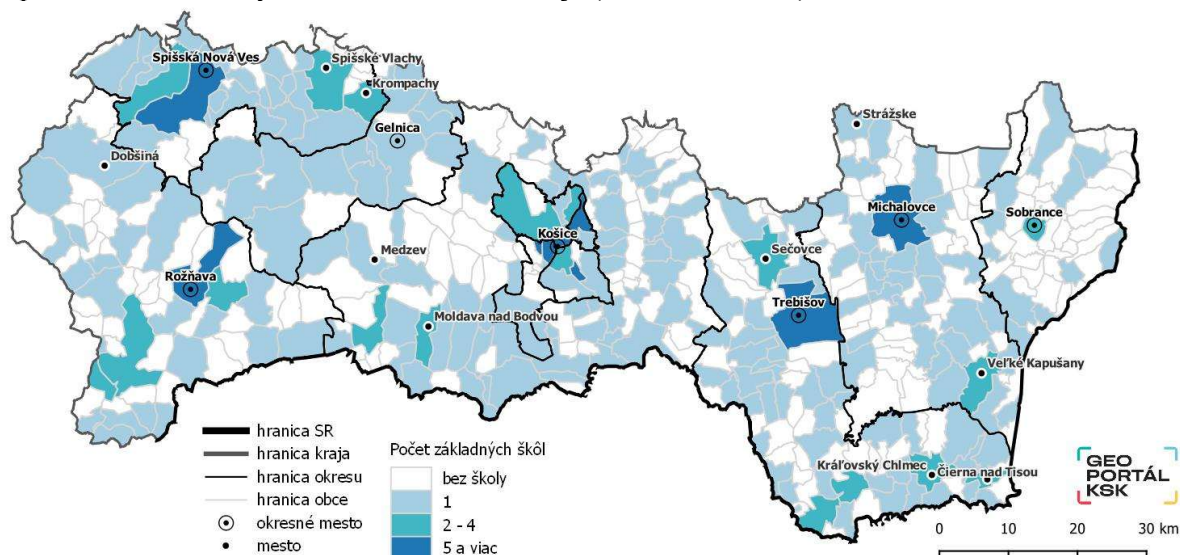 Spišská Nová Ves
Spišské Vlachy
Krompachy
Gelnica
Dobšiná
Strážske
Michalovce
Sobrance
Košice
Medzev
Sečovce
Rožňava
Trebišov
Moldava nad Bodvou
Veľké Kapušany
Kráľovský Chlmec
Čierna nad Tisou
hranica SR
hranica kraja
hranica okresu
hranica obce
okresné mesto
mesto
Počet základných škôl
bez školy
1
2 - 4
5 a viac
GEO
PORTÁL
KSK
0 10 20 30 km